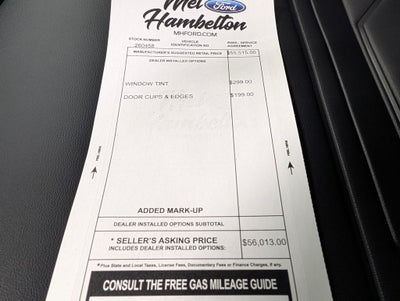 Mel
Ford
Hambelton
MHFORD.COM
STOCK NUMBER
260458
VEHICLE IDENTIFICATION NO.
AVAIL. SERVICE AGREEMENT
MANUFACTURER'S SUGGESTED RETAIL PRICE $55,515.00
DEALER INSTALLED OPTIONS
WINDOW TINT $299.00
DOOR CUPS & EDGES $199.00
Hambelton
ADDED MARK-UP
DEALER INSTALLED OPTIONS SUBTOTAL
* SELLER'S ASKING PRICE $56,013.00
INCLUDES DEALER INSTALLED OPTIONS:
* Plus State and Local Taxes, License Fees, Documentary Fees or Finance Charges, if any.
CONSULT THE FREE GAS MILEAGE GUIDE